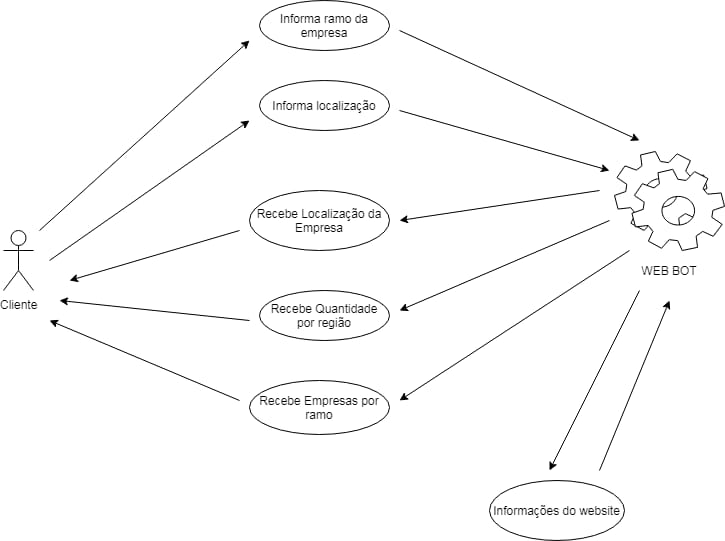 Informa ramo da
empresa
Informa localização
Recebe Localização da
Empresa
WEB BOT
Cliente
Recebe Quantidade
por região
Recebe Empresas por
ramo
Informações do website